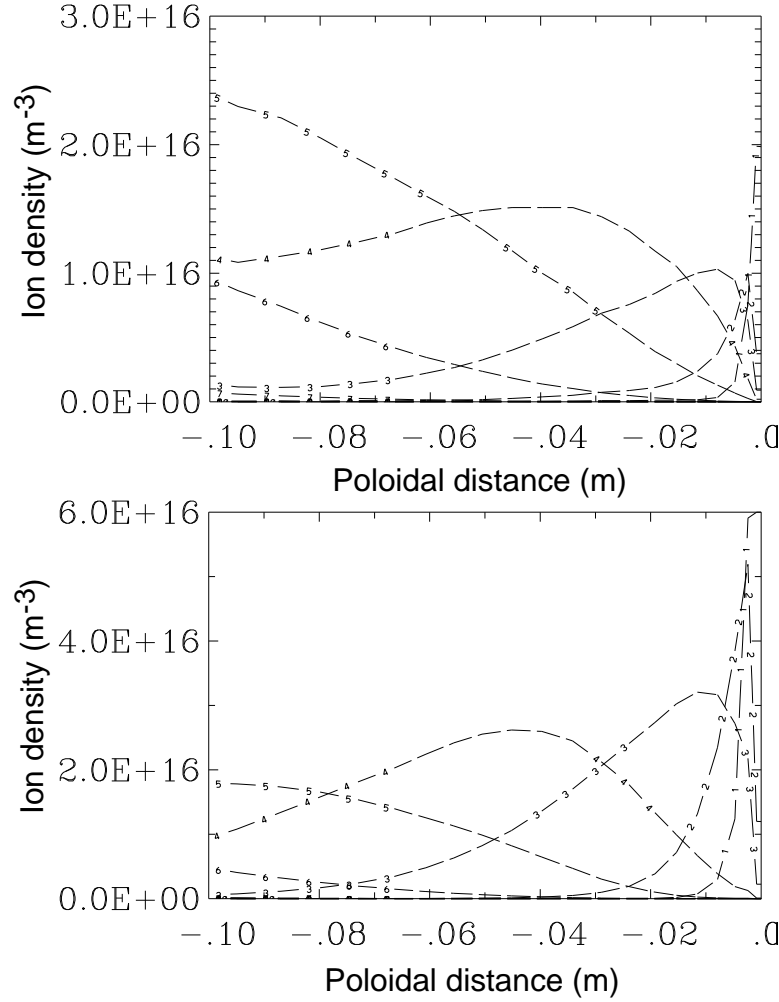 3.0E+16
Ion density (m-3)
2.0E+16
1.0E+16
0.0E+00
-.10 -.08 -.06 -.04 -.02 .0
Poloidal distance (m)
6.0E+16
Ion density (m-3)
4.0E+16
2.0E+16
0.0E+00
-.10 -.08 -.06 -.04 -.02 .0
Poloidal distance (m)